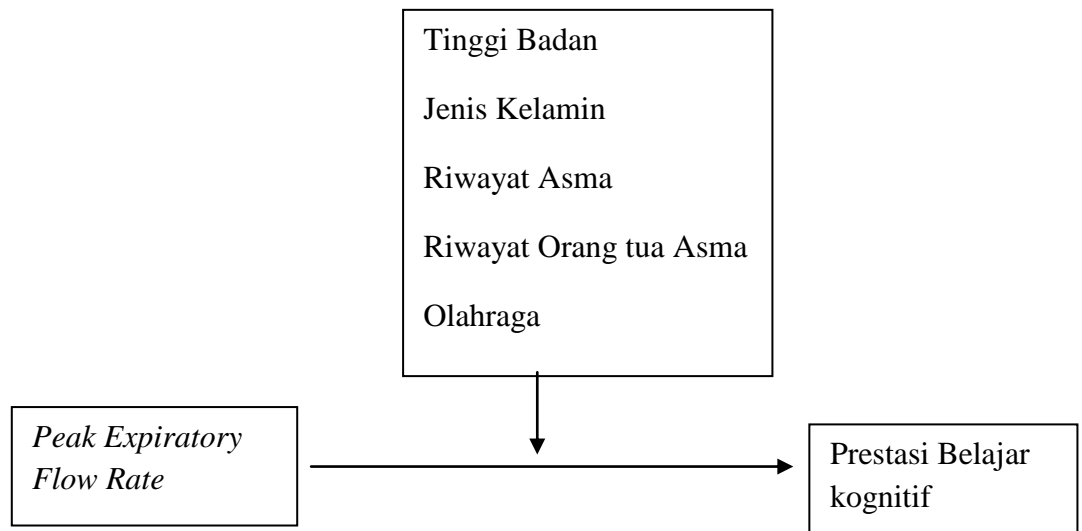 Tinggi Badan
Jenis Kelamin
Riwayat Asma
Riwayat Orang tua Asma
Olahraga
Peak Expiratory
Flow Rate
Prestasi Belajar
kognitif